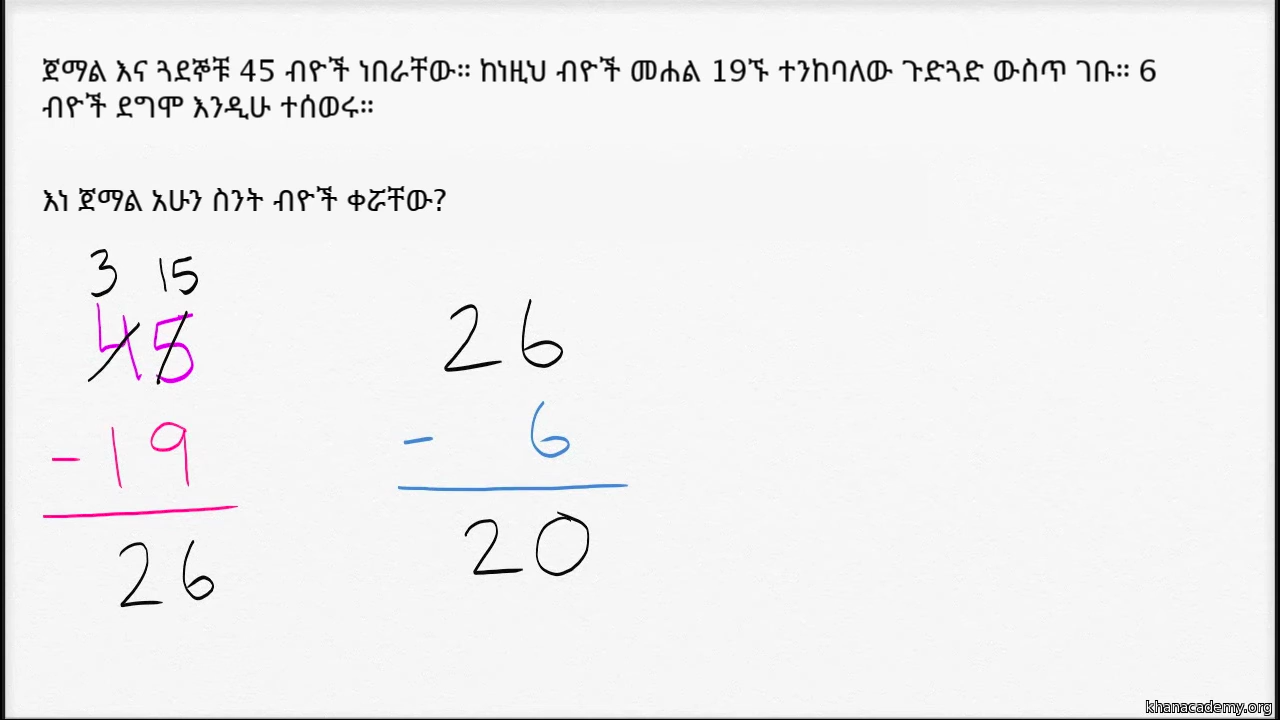 ጀማል እና ጓደኞቹ 45 ብዮች ነበራቸው። ከነዚህ ብዮች መሐል 19ኙ ተንከባለው ጉድጓድ ውስጥ ገቡ። 6
ብዮች ደግሞ እንዲሁ ተሰወሩ።
እነ ጀማል አሁን ስንት ብዮች ቀሯቸው?
3 15
45
- 19
26
26
- 6
20
khanacademy.org